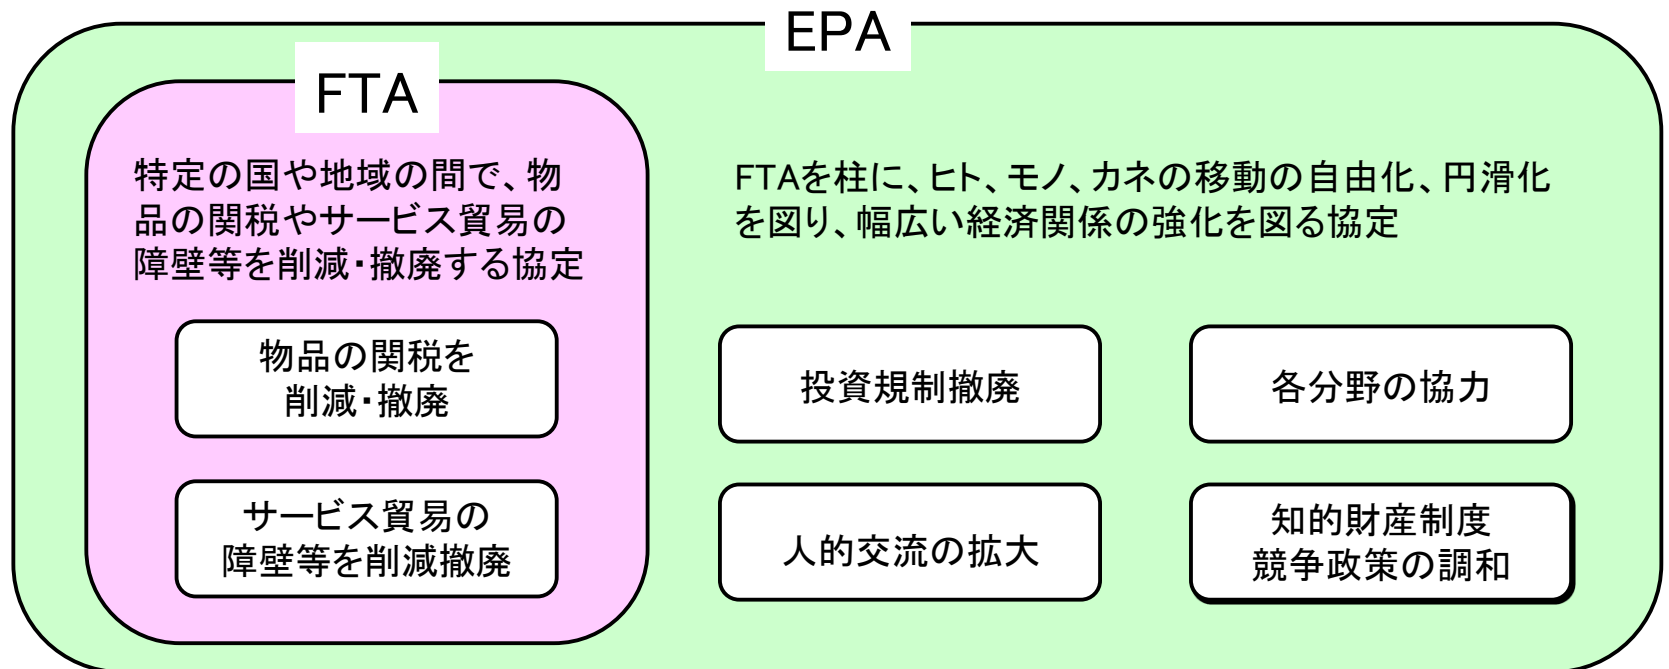 EPA
FTA
特定の国や地域の間で、物
品の関税やサービス貿易の
障壁等を削減・撤廃する協定
物品の関税を
削減・撤廃
サービス貿易の
障壁等を削減撤廃
FTAを柱に、ヒト、モノ、カネの移動の自由化、円滑化
を図り、幅広い経済関係の強化を図る協定
投資規制撤廃
各分野の協力
人的交流の拡大
知的財産制度
競争政策の調和